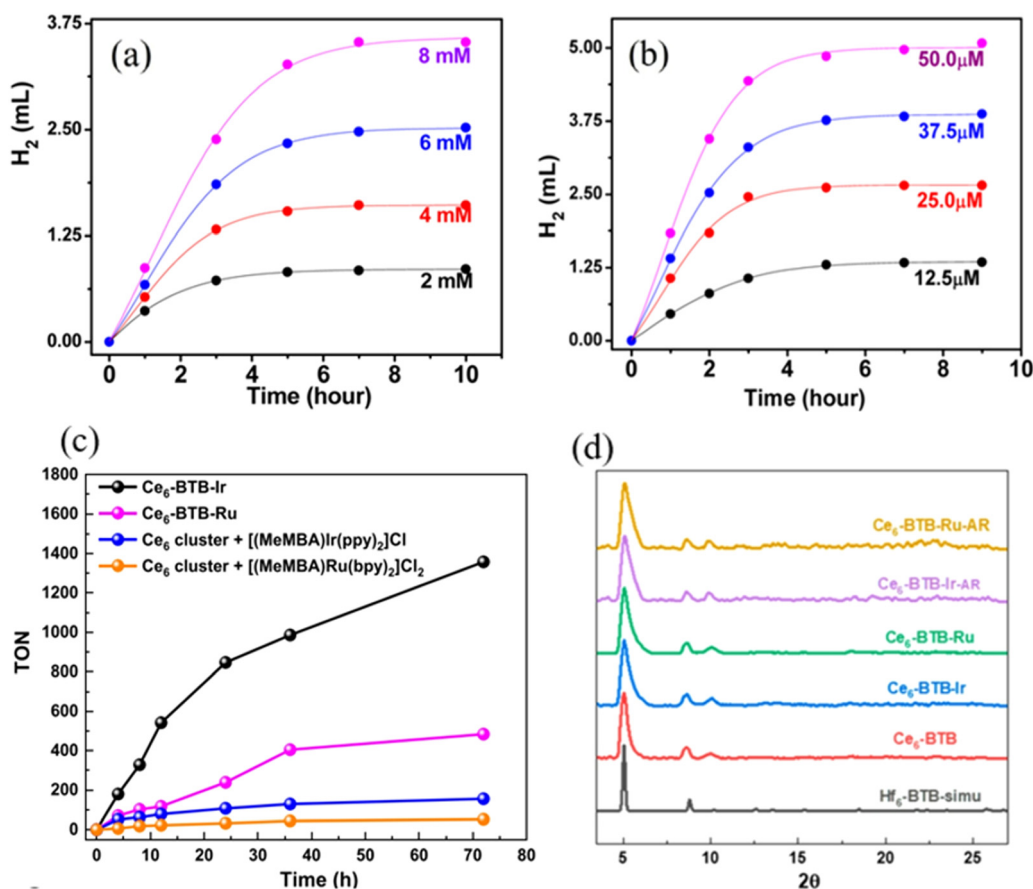 (a)
3.75
2.50
1.25
0.00
H₂ (mL)
8 mM
6 mM
4 mM
2 mM
0 2 4 6 8 10
Time (hour)
(b)
5.00
3.75
2.50
1.25
0.00
H₂ (mL)
50.0μM
37.5μM
25.0μM
12.5μM
0 2 4 6 8 10
Time (hour)
(c)
1800
1600
1400
1200
1000
800
600
400
200
0
TON
Ce₆-BTB-Ir
Ce₆-BTB-Ru
Ce₆ cluster + [(MeMBA)Ir(ppy)₂]Cl
Ce₆ cluster + [(MeMBA)Ru(bpy)₂]Cl₂
0 10 20 30 40 50 60 70 80
Time (h)
(d)
Ce₆-BTB-Ru-AR
Ce₆-BTB-Ir-AR
Ce₆-BTB-Ru
Ce₆-BTB-Ir
Ce₆-BTB
Hf₆-BTB-simu
5 10 15 20 25
2θ